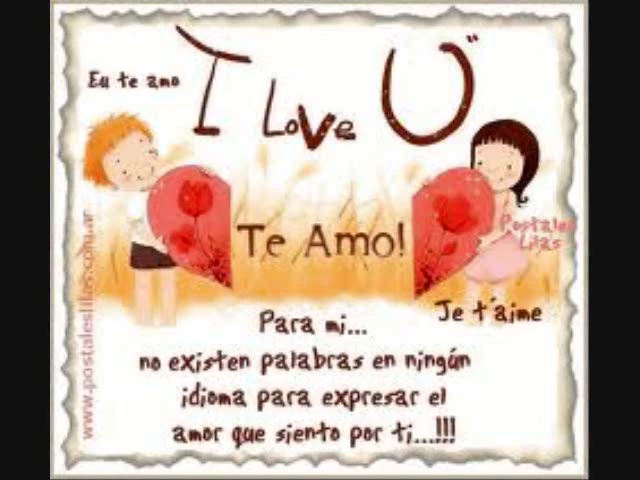 Eu te amo
I Love U
Te Amo!
Postales
Lilas
Je t'aime
Para mi...
no existen palabras en ningún
idioma para expresar el
amor que siento por ti...!!!
www.postaleslilas.com.ar